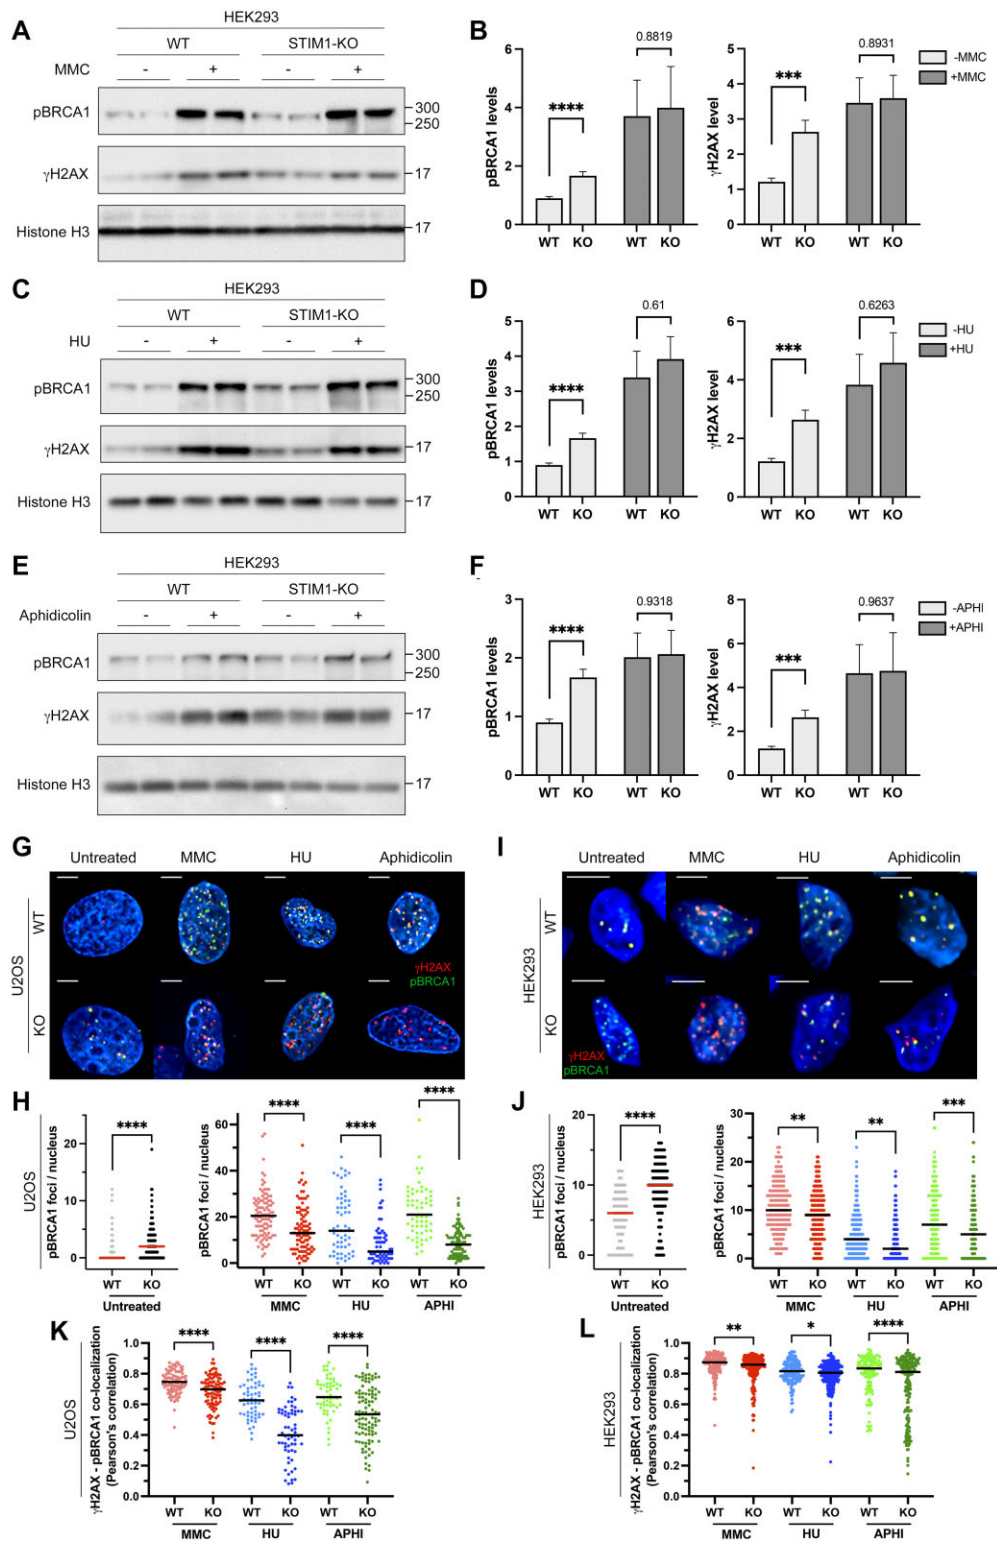 A
HEK293
WT STIM1-KO
MMC - + - +
pBRCA1 300
250
γH2AX 17
Histone H3 17
B
pBRCA1 levels
6
4
2
0
**** 0.8819
WT KO WT KO
γH2AX level
5
4
3
2
1
0
*** 0.8931
WT KO WT KO
-MMC
+MMC
C
HEK293
WT STIM1-KO
HU - + - +
pBRCA1 300
250
γH2AX 17
Histone H3 17
D
pBRCA1 levels
5
4
3
2
1
0
**** 0.61
WT KO WT KO
γH2AX level
6
4
2
0
*** 0.6263
WT KO WT KO
-HU
+HU
E
HEK293
WT STIM1-KO
Aphidicolin - + - +
pBRCA1 300
250
γH2AX 17
Histone H3 17
F
-
pBRCA1 levels
3
2
1
0
**** 0.9318
WT KO WT KO
γH2AX level
8
6
4
2
0
*** 0.9637
WT KO WT KO
-APHI
+APHI
G
Untreated MMC HU Aphidicolin
U2OS
WT
KO
γH2AX
pBRCA1
I
Untreated MMC HU Aphidicolin
HEK293
WT
KO
γH2AX
pBRCA1
H
U2OS
pBRCA1 foci / nucleus
20
10
0
****
WT KO
Untreated
pBRCA1 foci / nucleus
60
40
20
0
**** **** ****
WT KO WT KO WT KO
MMC HU APHI
J
HEK293
pBRCA1 foci / nucleus
20
15
10
5
0
****
WT KO
Untreated
pBRCA1 foci / nucleus
30
20
10
0
** ** ***
WT KO WT KO WT KO
MMC HU APHI
K
U2OS
γH2AX - pBRCA1 co-localization
(Pearson's correlation)
1.0
0.8
0.6
0.4
0.2
0.0
**** **** ****
WT KO WT KO WT KO
MMC HU APHI
L
HEK293
γH2AX - pBRCA1 co-localization
(Pearson's correlation)
1.0
0.8
0.6
0.4
0.2
0.0
** * ****
WT KO WT KO WT KO
MMC HU APHI